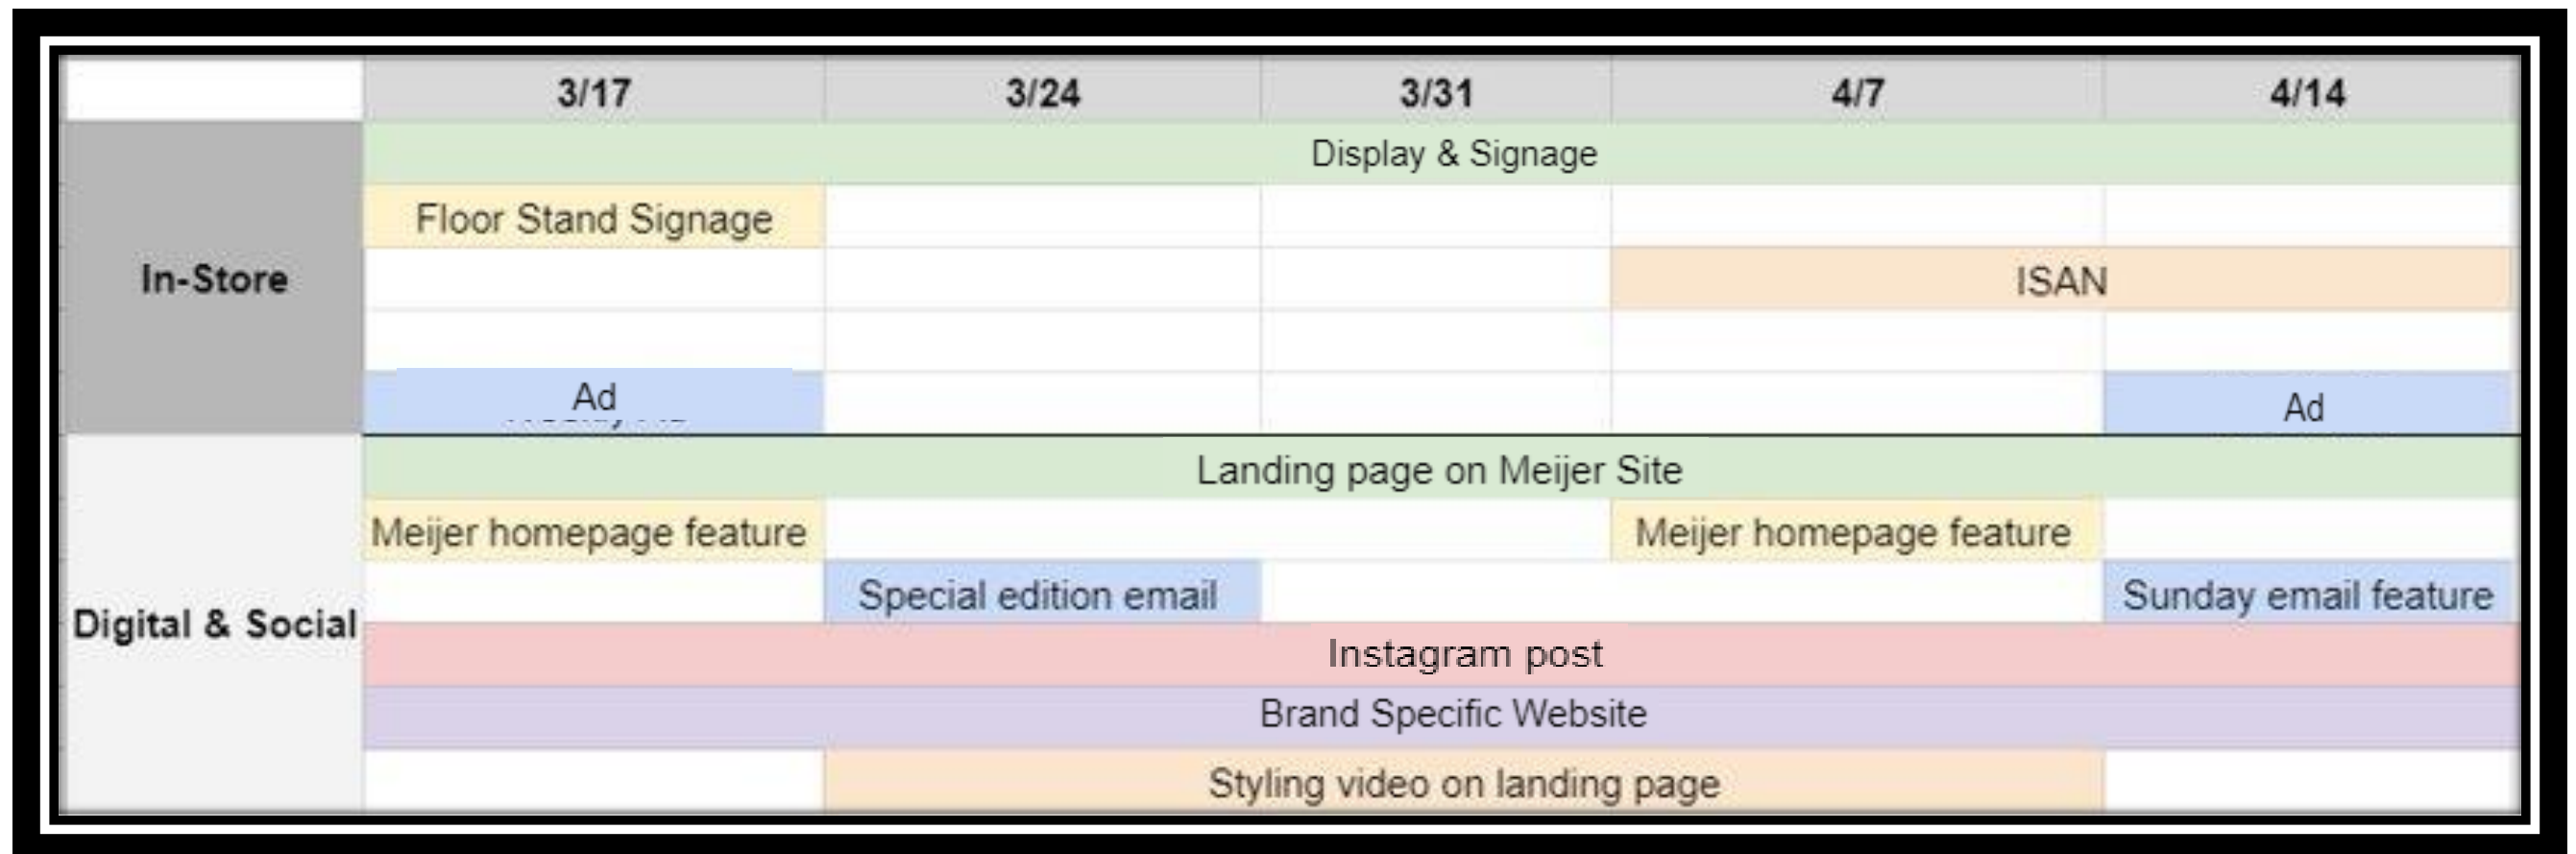 3/17 3/24 3/31 4/7 4/14
Display & Signage
Floor Stand Signage
In-Store
ISAN
Ad Ad
Landing page on Meijer Site
Meijer homepage feature Meijer homepage feature
Special edition email Sunday email feature
Digital & Social
Instagram post
Brand Specific Website
Styling video on landing page